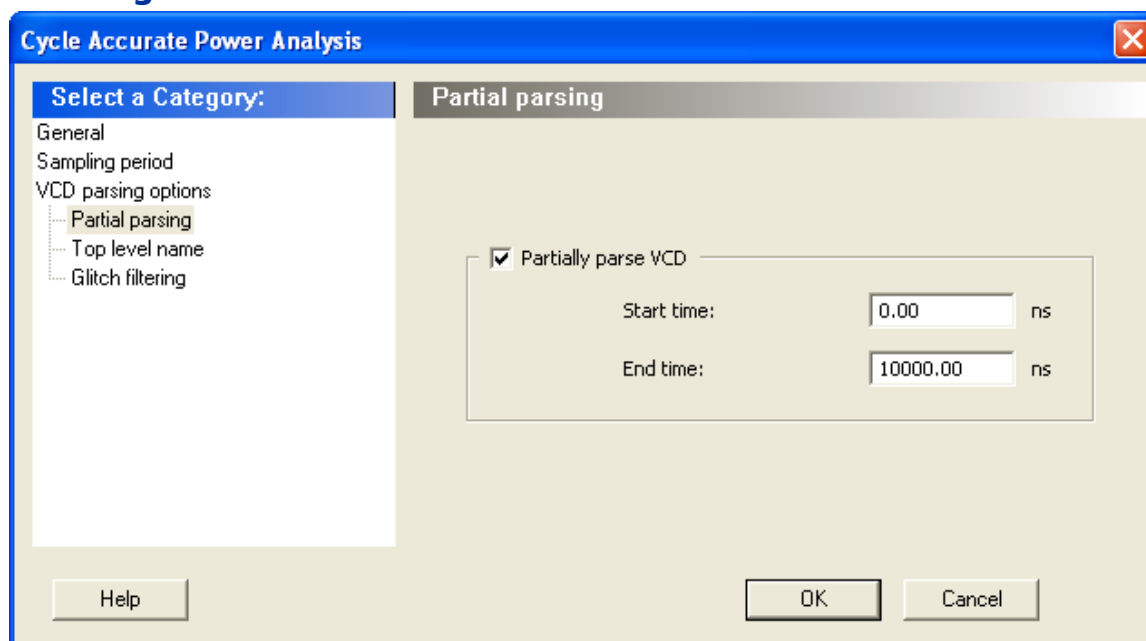 Cycle Accurate Power Analysis
Select a Category:
Partial parsing
General
Sampling period
VCD parsing options
Partial parsing
Top level name
Glitch filtering
Partially parse VCD
Start time: 0.00 ns
End time: 10000.00 ns
Help
OK
Cancel